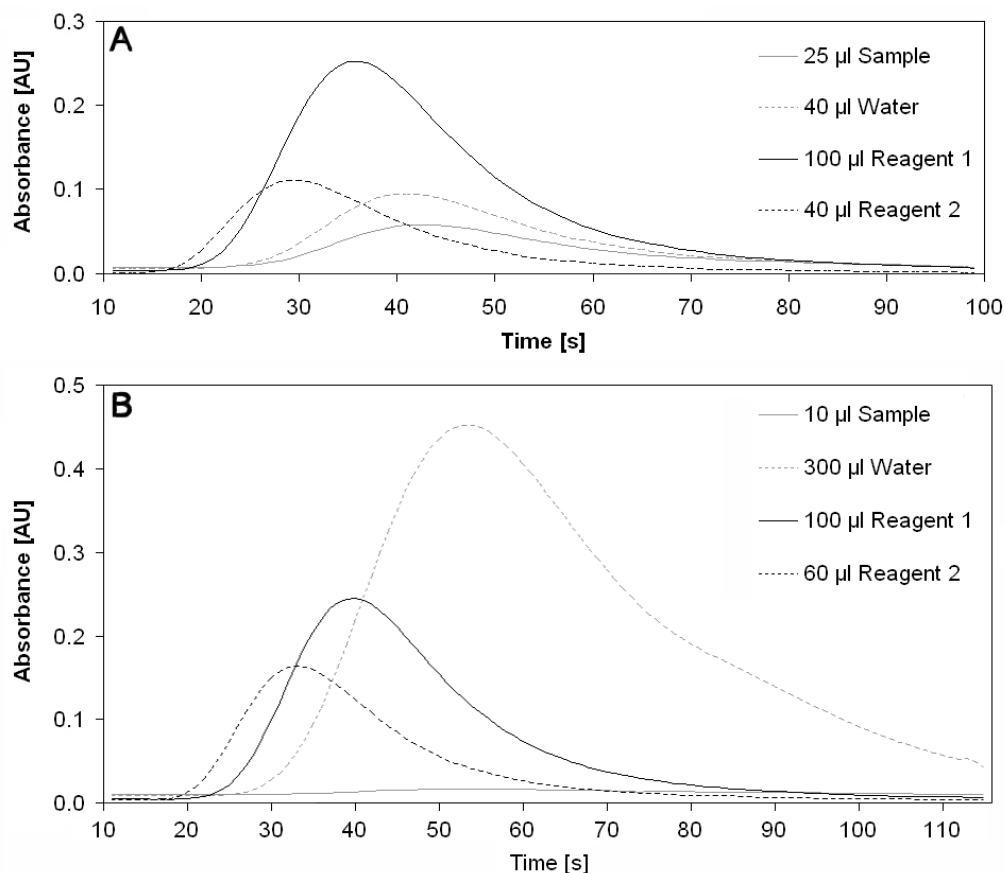 A
Absorbance [AU]
0.3
0.2
0.1
0.0
25 µl Sample
40 µl Water
100 µl Reagent 1
40 µl Reagent 2
10 20 30 40 50 60 70 80 90 100
Time [s]
B
Absorbance [AU]
0.5
0.4
0.3
0.2
0.1
0.0
10 µl Sample
300 µl Water
100 µl Reagent 1
60 µl Reagent 2
10 20 30 40 50 60 70 80 90 100 110
Time [s]